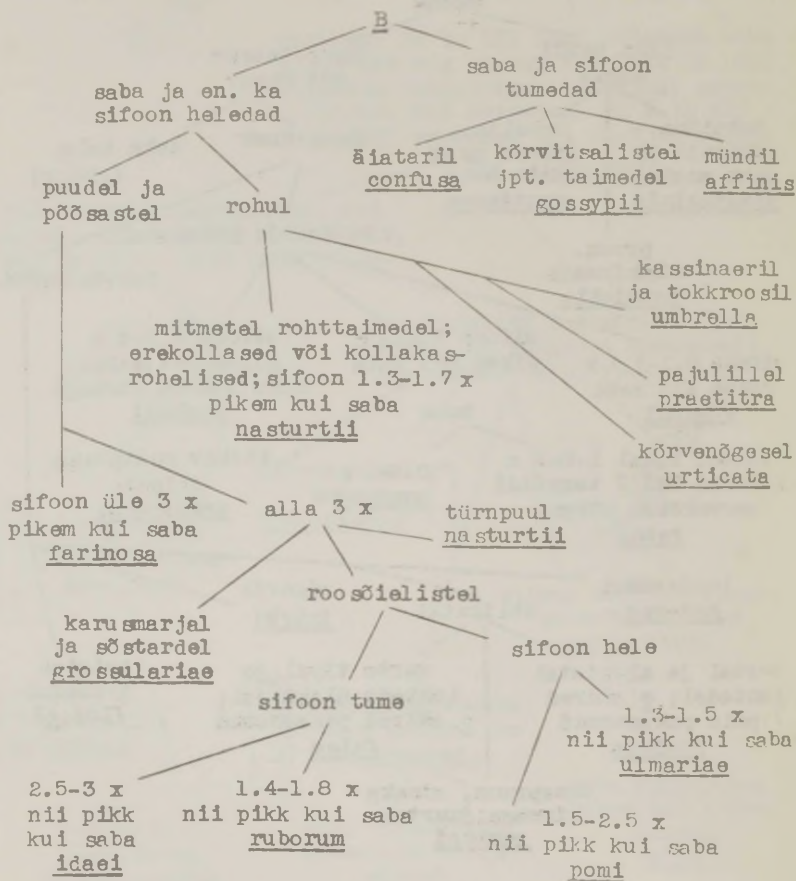 B
saba ja en. ka
sifoon heledad
saba ja sifoon
tumedad
äiataril
confusa
kõrvitsalistel
jpt. taimedel
gossypii
mündil
affinis
puudel ja
põõsastel
rohul
kassinaeril
ja tokkroosil
umbrella
mitmetel rohttaimedel;
erekollased või kollakas-
rohelised; sifoon 1.3-1.7 x
pikem kui saba
nasturtii
pajulillel
praetitra
kõrvenõgesel
urticata
sifoon üle 3 x
pikem kui saba
farinosa
alla 3 x
türnpuul
nasturtii
roosõielistel
karusmarjal
ja sõstardel
grossulariae
sifoon hele
sifoon tume
1.3-1.5 x
nii pikk kui saba
ulmariae
2.5-3 x
nii pikk
kui saba
idaei
1.4-1.8 x
nii pikk kui saba
ruborum
1.5-2.5 x
nii pikk kui saba
pomi